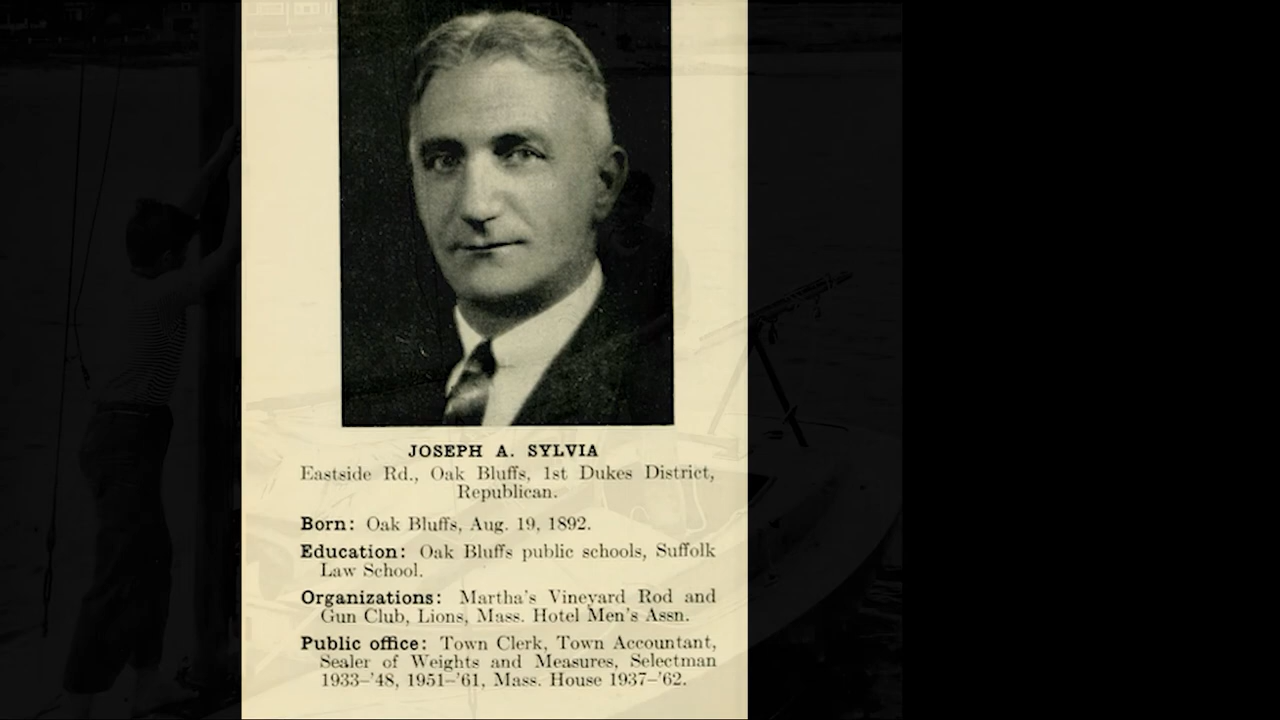 JOSEPH A. SYLVIA
Eastside Rd., Oak Bluffs, 1st Dukes District,
Republican.
Born: Oak Bluffs, Aug. 19, 1892.
Education: Oak Bluffs public schools, Suffolk
Law School.
Organizations: Martha's Vineyard Rod and
Gun Club, Lions, Mass. Hotel Men's Assn.
Public office: Town Clerk, Town Accountant,
Sealer of Weights and Measures, Selectman
1933–'48, 1951–'61, Mass. House 1937–'62.